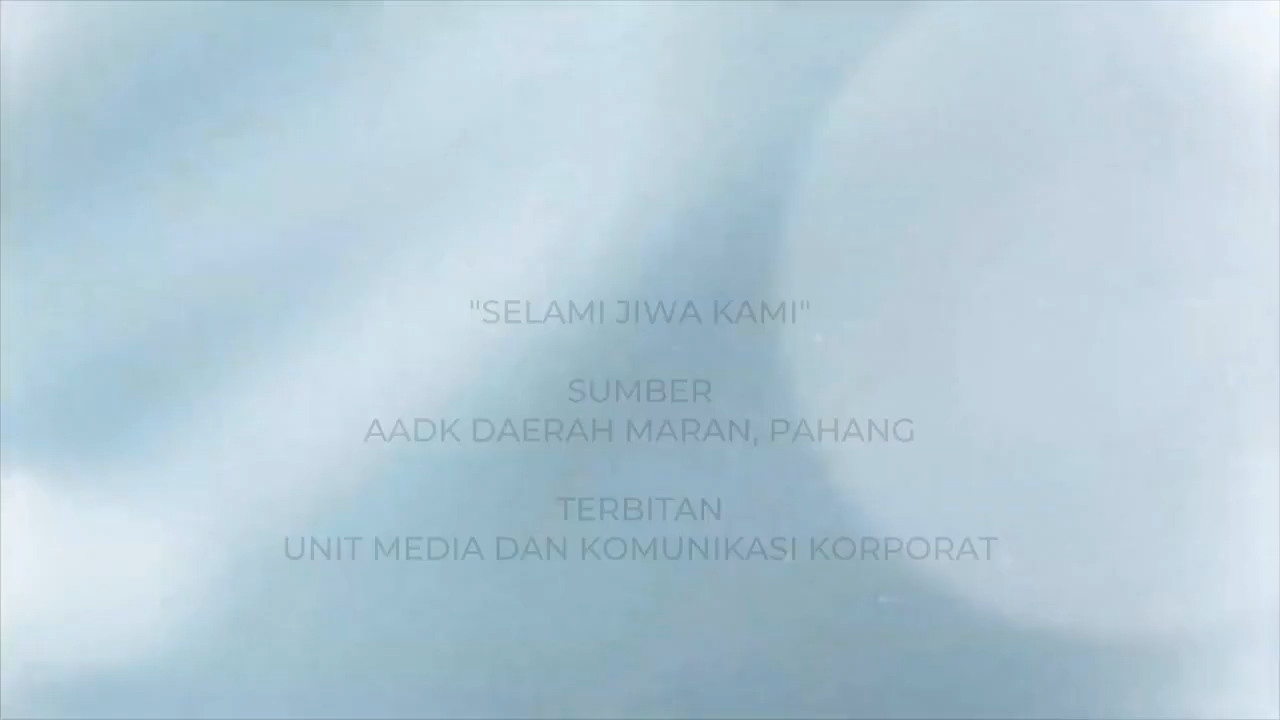 "SELAMI JIWA KAMI"
SUMBER
AADK DAERAH MARAN, PAHANG
TERBITAN
UNIT MEDIA DAN KOMUNIKASI KORPORAT